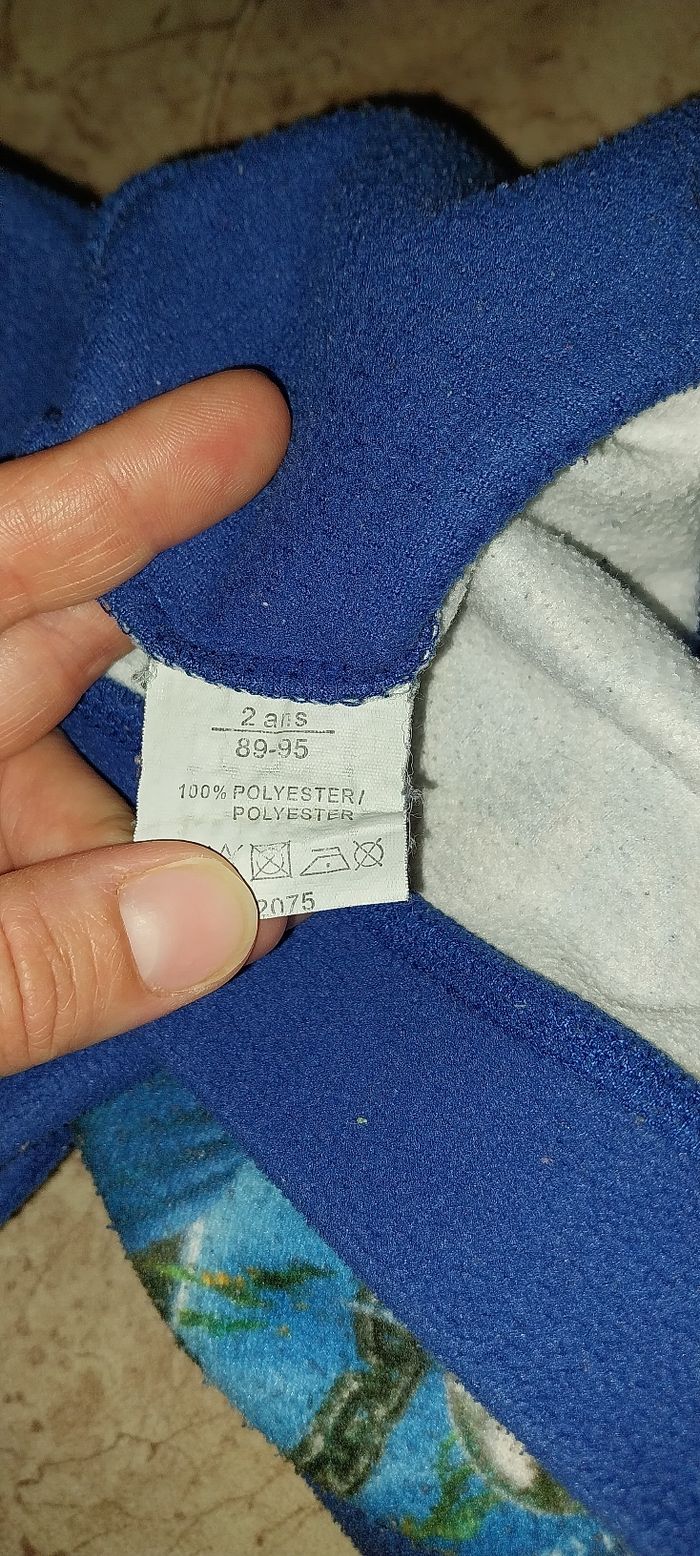 2 ans
89-95
100% POLYESTER/
POLYESTER
2075